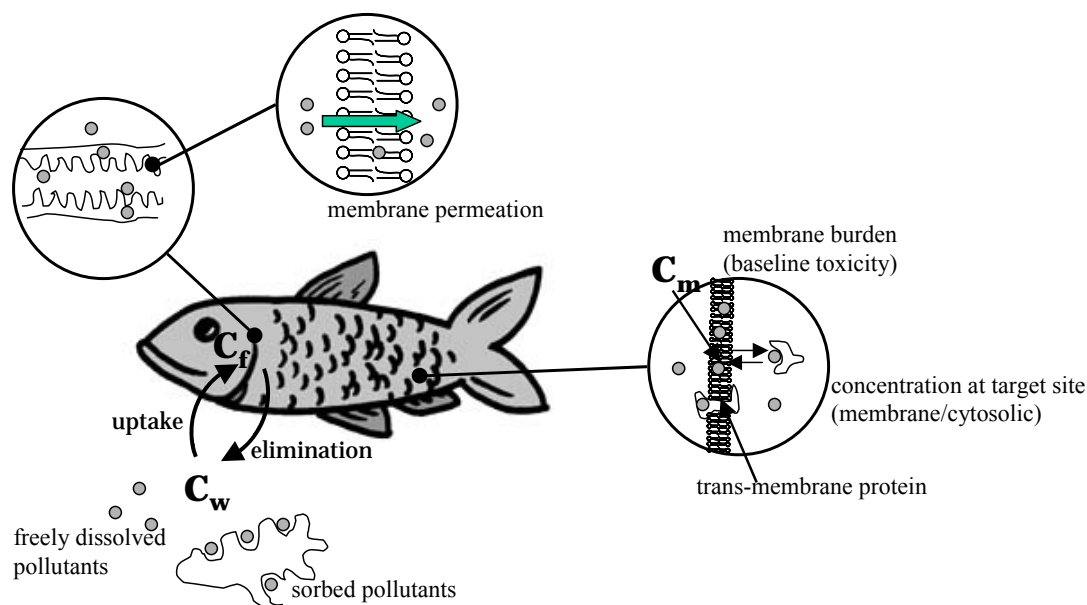 membrane permeation
membrane burden
(baseline toxicity)
C_m
C_f
concentration at target site
(membrane/cytosolic)
uptake
elimination
trans-membrane protein
C_w
freely dissolved
pollutants
sorbed pollutants